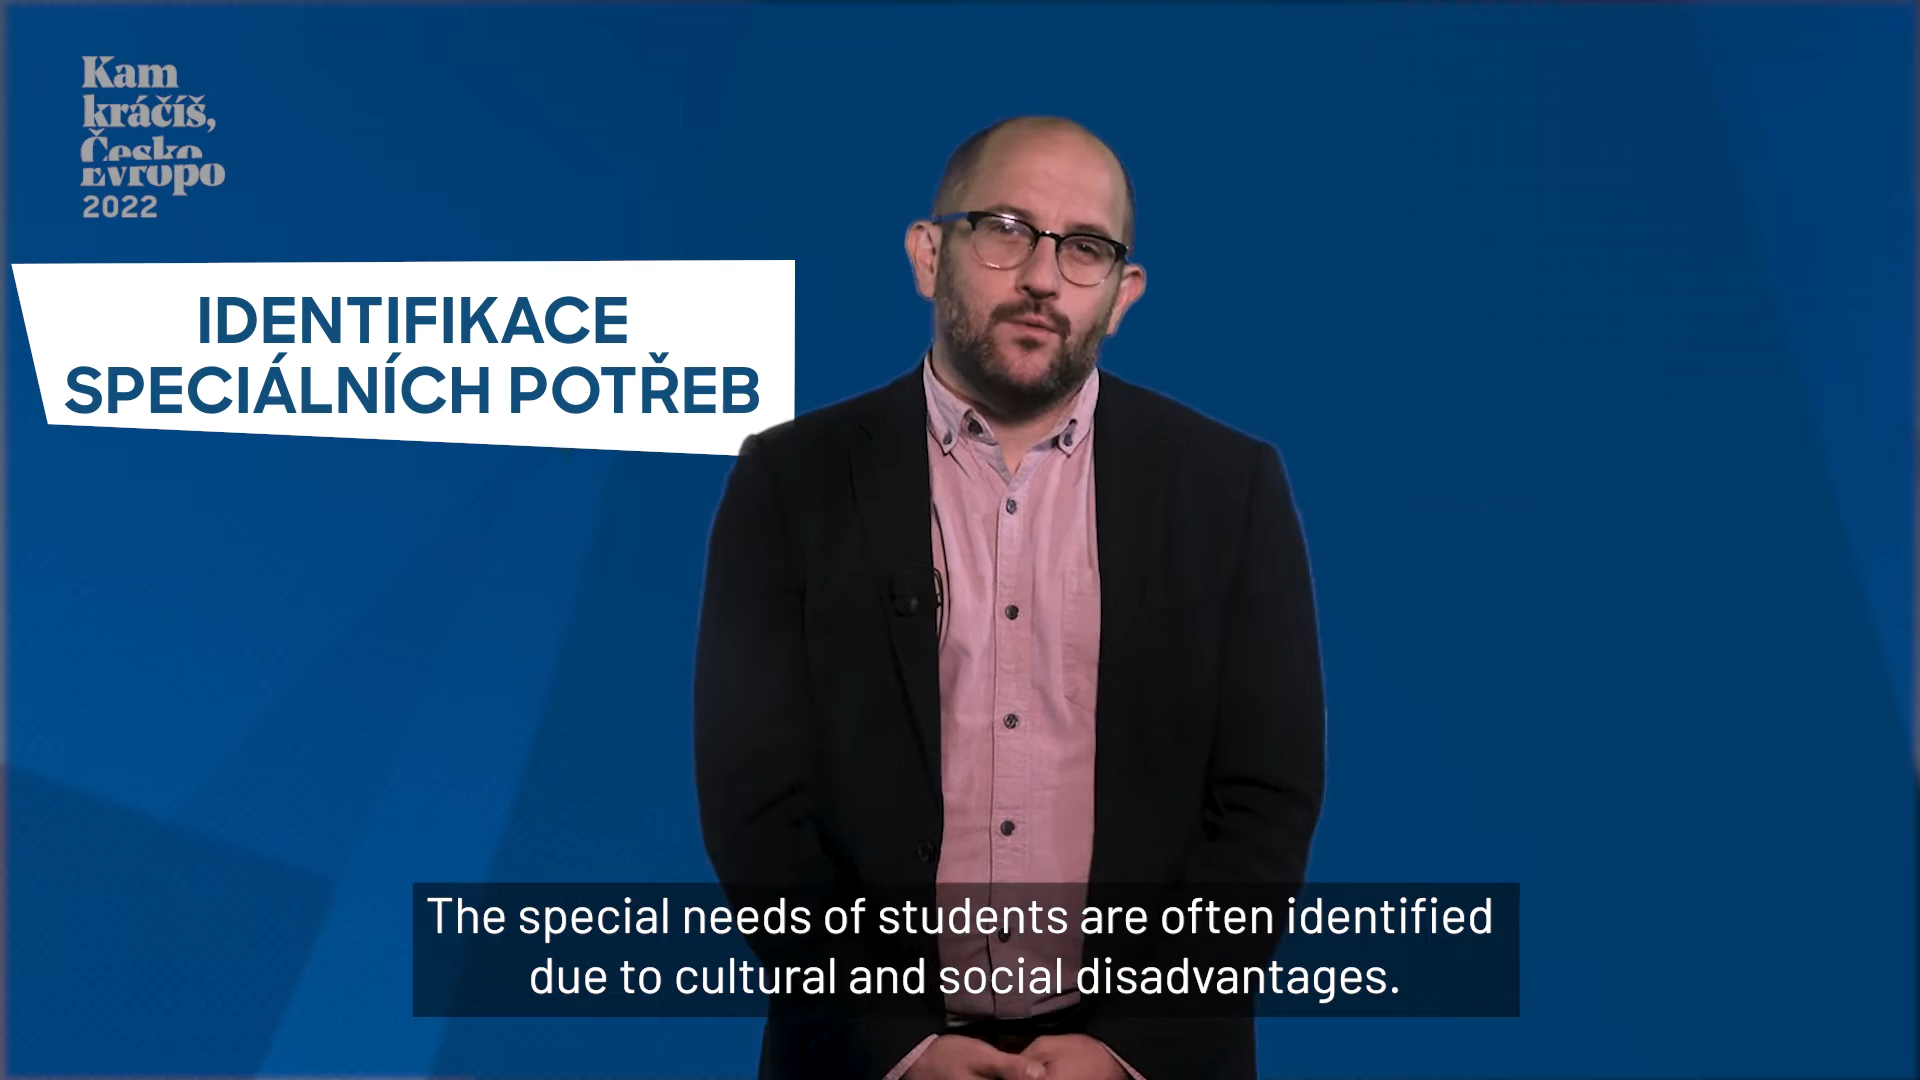 Kam
kráčíš,
Česko
Evropo
2022
IDENTIFIKACE
SPECIÁLNÍCH POTŘEB
The special needs of students are often identified
due to cultural and social disadvantages.